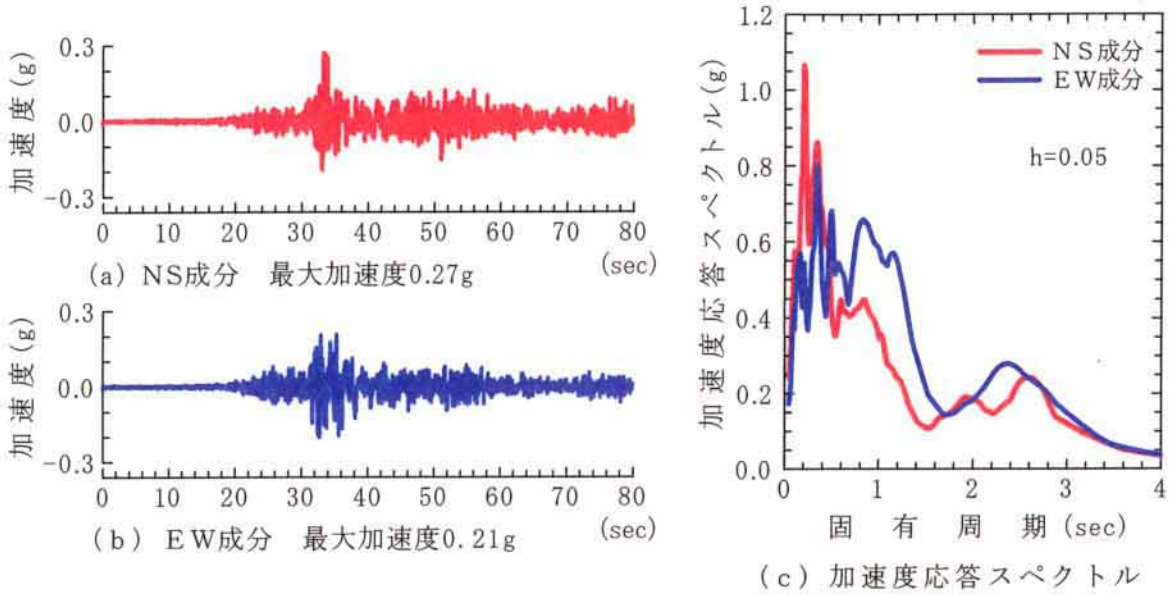 0.3
0.0
-0.3
加速度(g)
0 10 20 30 40 50 60 70 80
(a) NS成分 最大加速度0.27g
(sec)
0.3
0.0
-0.3
加速度(g)
0 10 20 30 40 50 60 70 80
(b) EW成分 最大加速度0.21g
(sec)
1.2
1.0
0.8
0.6
0.4
0.2
0.0
加速度応答スペクトル(g)
NS成分
EW成分
h=0.05
0 1 2 3 4
固有周期(sec)
(c) 加速度応答スペクトル